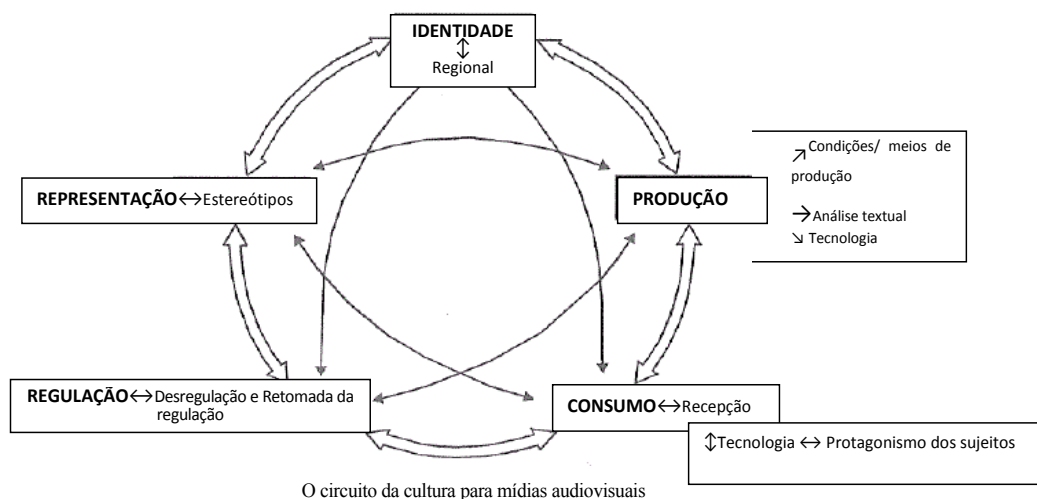 IDENTIDADE
↕
Regional
↗Condições/ meios de
produção
→Análise textual
↘ Tecnologia
REPRESENTAÇÃO↔Estereótipos
PRODUÇÃO
REGULAÇÃO↔Desregulação e Retomada da
regulação
CONSUMO↔Recepção
↕Tecnologia ↔ Protagonismo dos sujeitos
O circuito da cultura para mídias audiovisuais